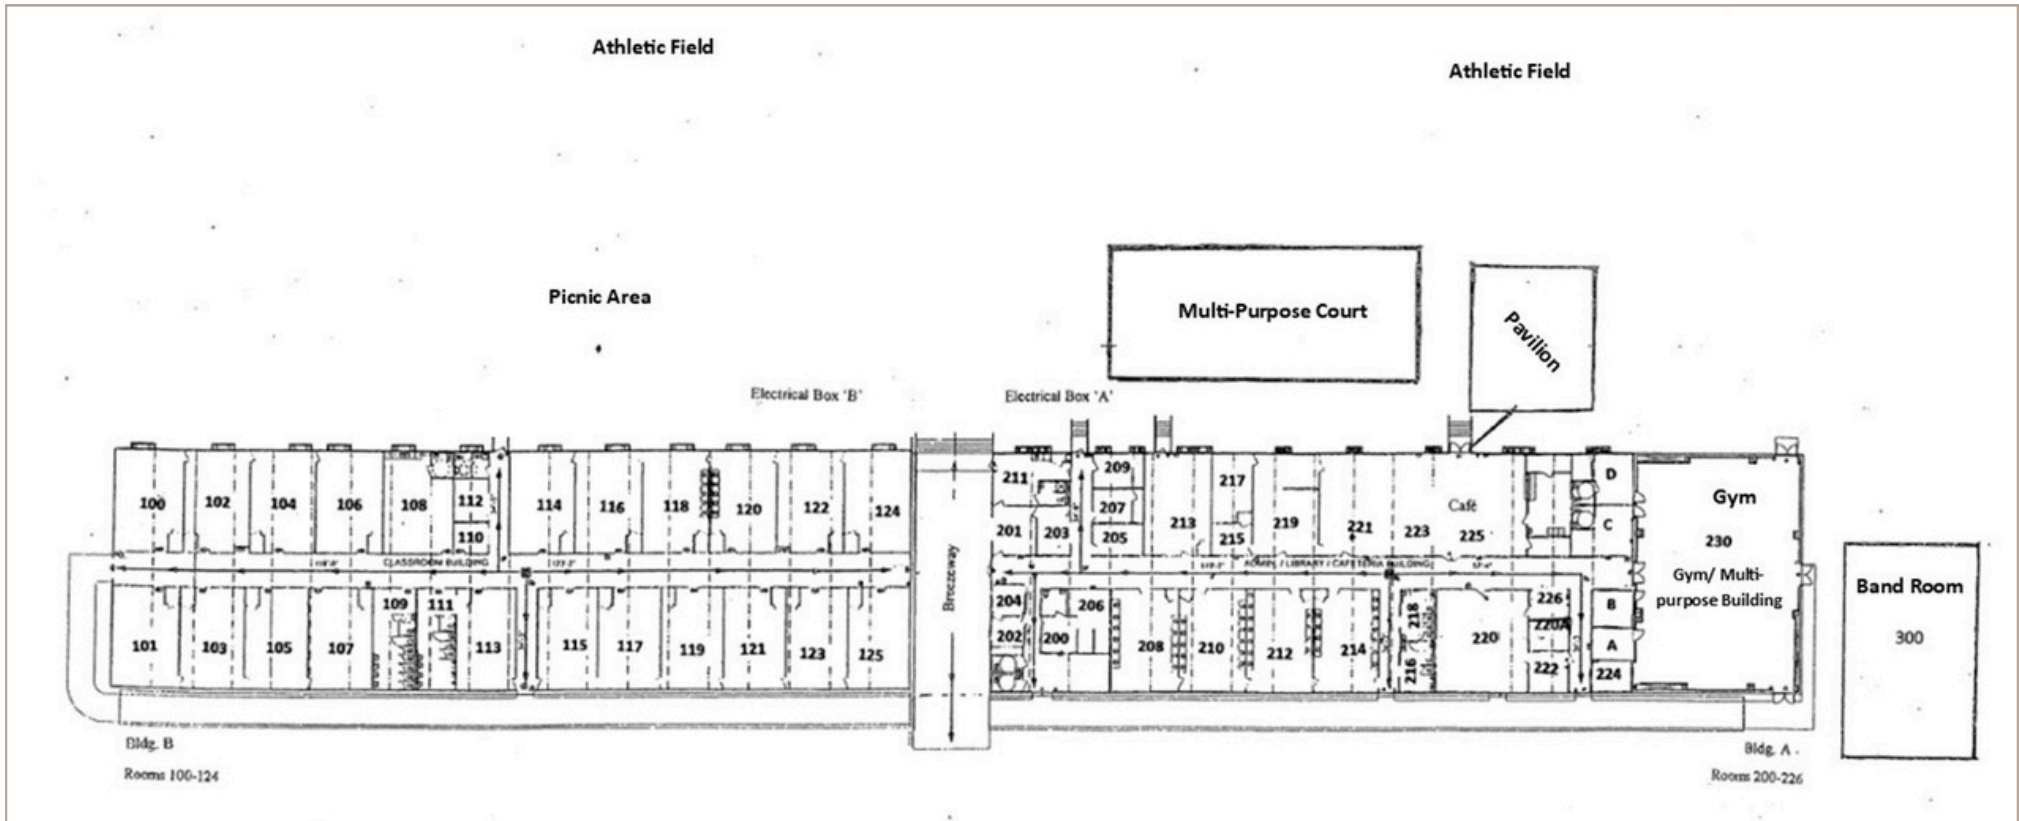 Athletic Field
Athletic Field
Picnic Area
Multi-Purpose Court
Pavilion
Electrical Box 'B'
Electrical Box 'A'
100 102 104 106 108 112 114 116 118 120 122 124
110
211 209 217 D Gym
207 Café
201 203 205 213 215 219 221 223 225 C 230
Gym/ Multi-
purpose Building
CLASSROOM BUILDING
Breezeway
ADMIN. / LIBRARY / CAFETERIA BUILDING
109 111
101 103 105 107 113 115 117 119 121 123 125
204 206 218 226 B
202 200 208 210 212 214 216 220 220A 222 A 224
Band Room
300
Bldg. B
Rooms 100-124
Bldg. A
Rooms 200-226